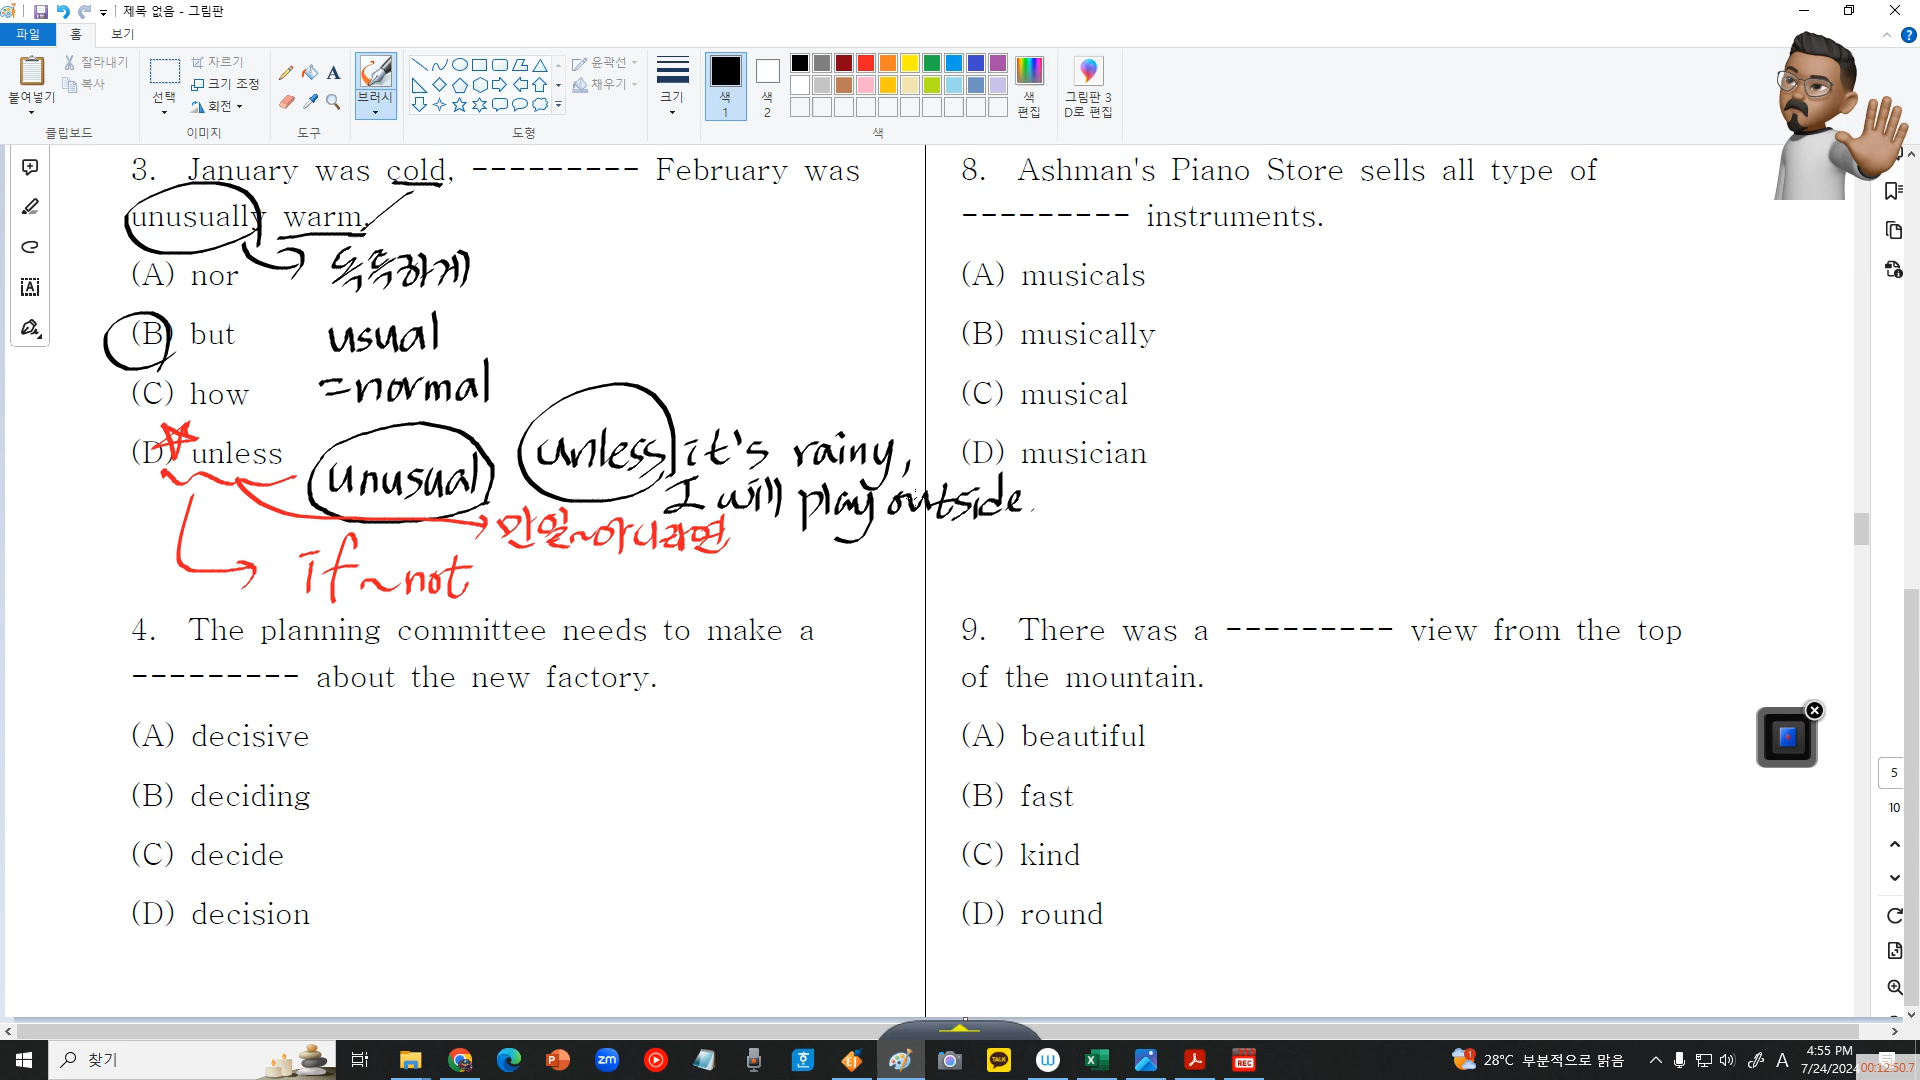 제목 없음 - 그림판
파일 홈 보기
붙여넣기
잘라내기
복사
클립보드
선택
자르기
크기 조정
회전
이미지
A
도구
브러시
윤곽선
채우기
도형
크기
색
1
색
2
색
편집
색
그림판 3
D로 편집
3. January was cold, --------- February was
unusually warm.
독특하게
(A) nor
(B) but
usual
(C) how
=normal
(D) unless
unusual
unless it's rainy,
I will play outside.
만일~아니라면
if~not
4. The planning committee needs to make a
--------- about the new factory.
(A) decisive
(B) deciding
(C) decide
(D) decision
8. Ashman's Piano Store sells all type of
--------- instruments.
(A) musicals
(B) musically
(C) musical
(D) musician
9. There was a --------- view from the top
of the mountain.
(A) beautiful
(B) fast
(C) kind
(D) round
5
10
찾기
28°C 부분적으로 맑음
A
4:55 PM
7/24/2024
00:12:50.7